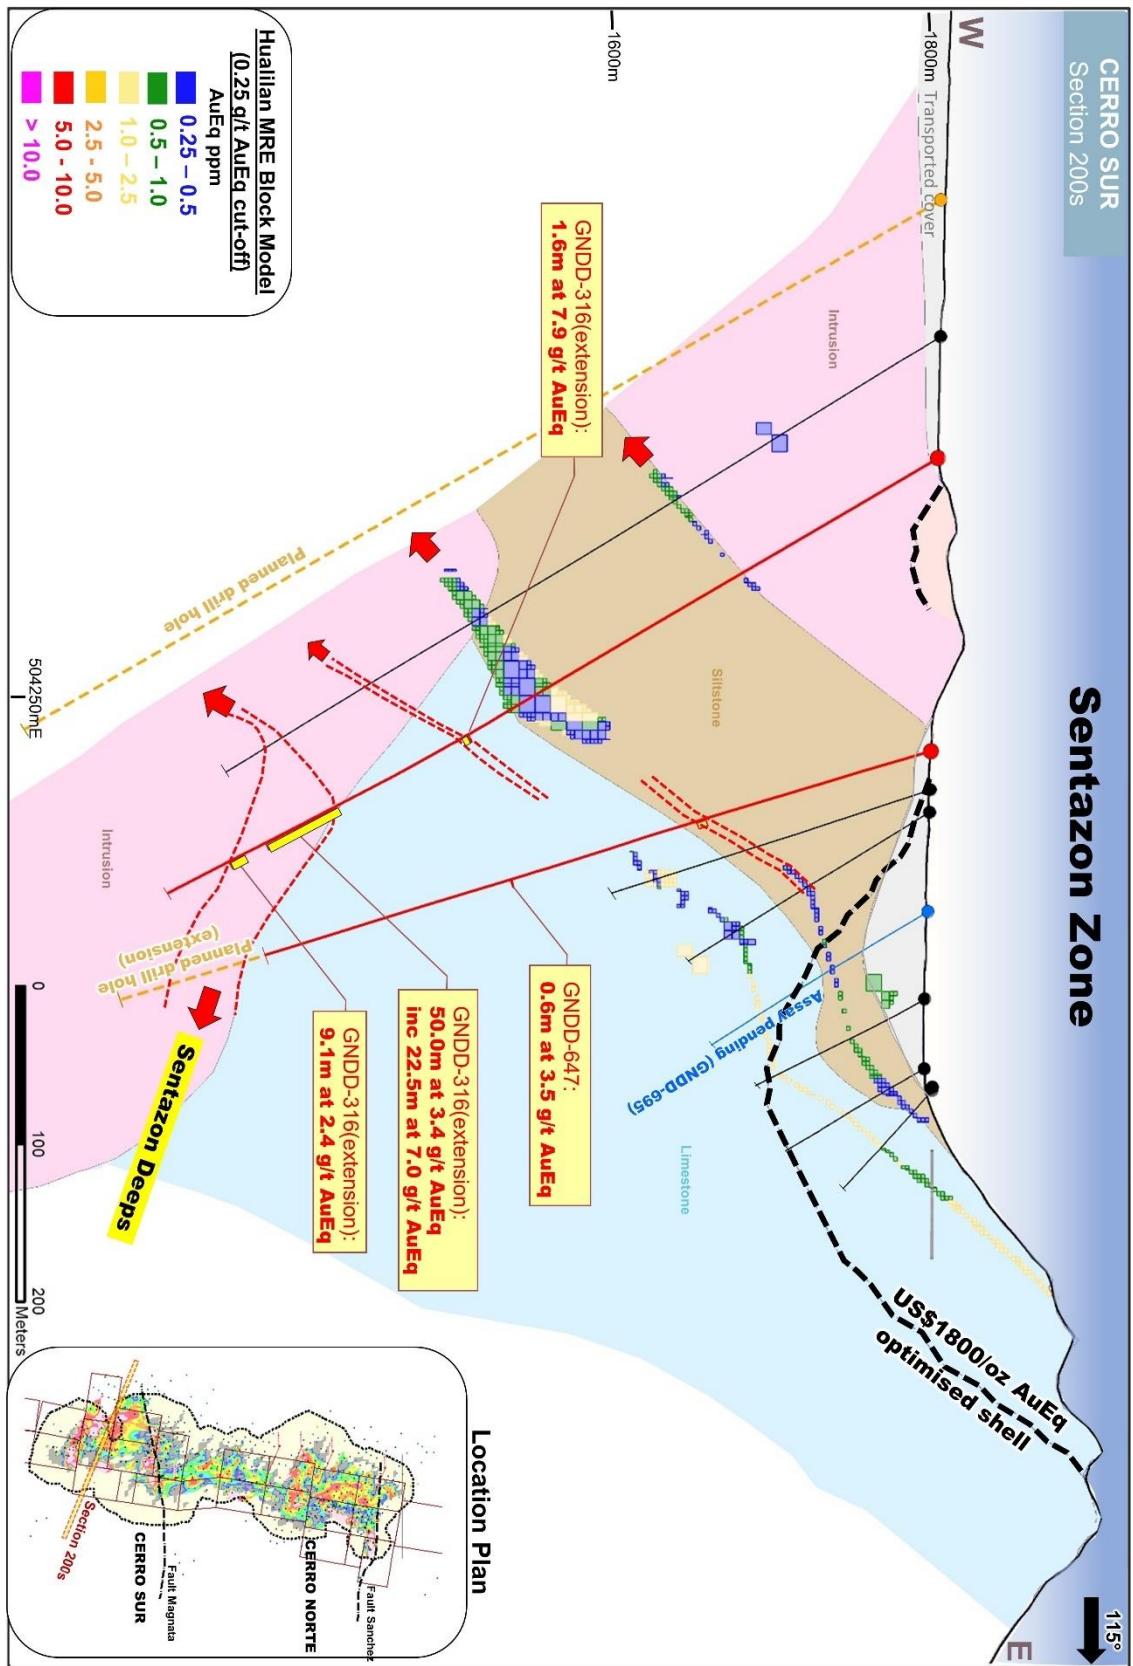 CERRO SUR
Section 200s
Sentazon Zone
115°
W
E
1800m
Transported cover
1600m
Intrusion
Siltstone
Limestone
Intrusion
US$1800/oz AuEq
optimised shell
Assay pending (GNDD-695)
GNDD-316(extension):
1.6m at 7.9 g/t AuEq
GNDD-647:
0.6m at 3.5 g/t AuEq
GNDD-316(extension):
50.0m at 3.4 g/t AuEq
inc 22.5m at 7.0 g/t AuEq
GNDD-316(extension):
9.1m at 2.4 g/t AuEq
Planned drill hole
Planned drill hole
(extension)
Sentazon Deeps
504250mE
0
100
200
Meters
Hualilan MRE Block Model
(0.25 g/t AuEq cut-off)
AuEq ppm
0.25 – 0.5
0.5 – 1.0
1.0 – 2.5
2.5 - 5.0
5.0 - 10.0
> 10.0
Location Plan
Fault Sanchez
CERRO NORTE
Fault Magnata
CERRO SUR
Section 200s